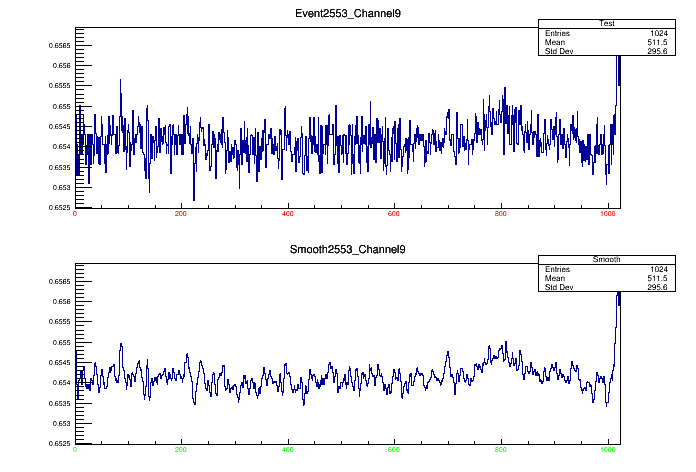 Event2553_Channel9
Test
Entries 1024
Mean 511.5
Std Dev 295.6
0.6565
0.656
0.6555
0.655
0.6545
0.654
0.6535
0.653
0.6525
0 200 400 600 800 1000
Smooth2553_Channel9
Smooth
Entries 1024
Mean 511.5
Std Dev 295.6
0.6565
0.656
0.6555
0.655
0.6545
0.654
0.6535
0.653
0.6525
0 200 400 600 800 1000